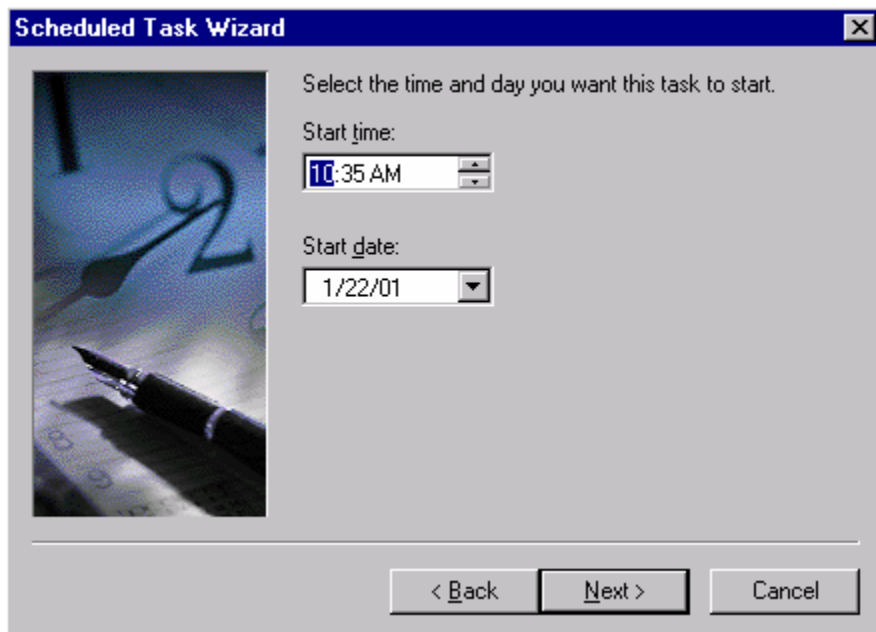 Scheduled Task Wizard
Select the time and day you want this task to start.
Start time:
10:35 AM
Start date:
1/22/01
< Back
Next >
Cancel
2